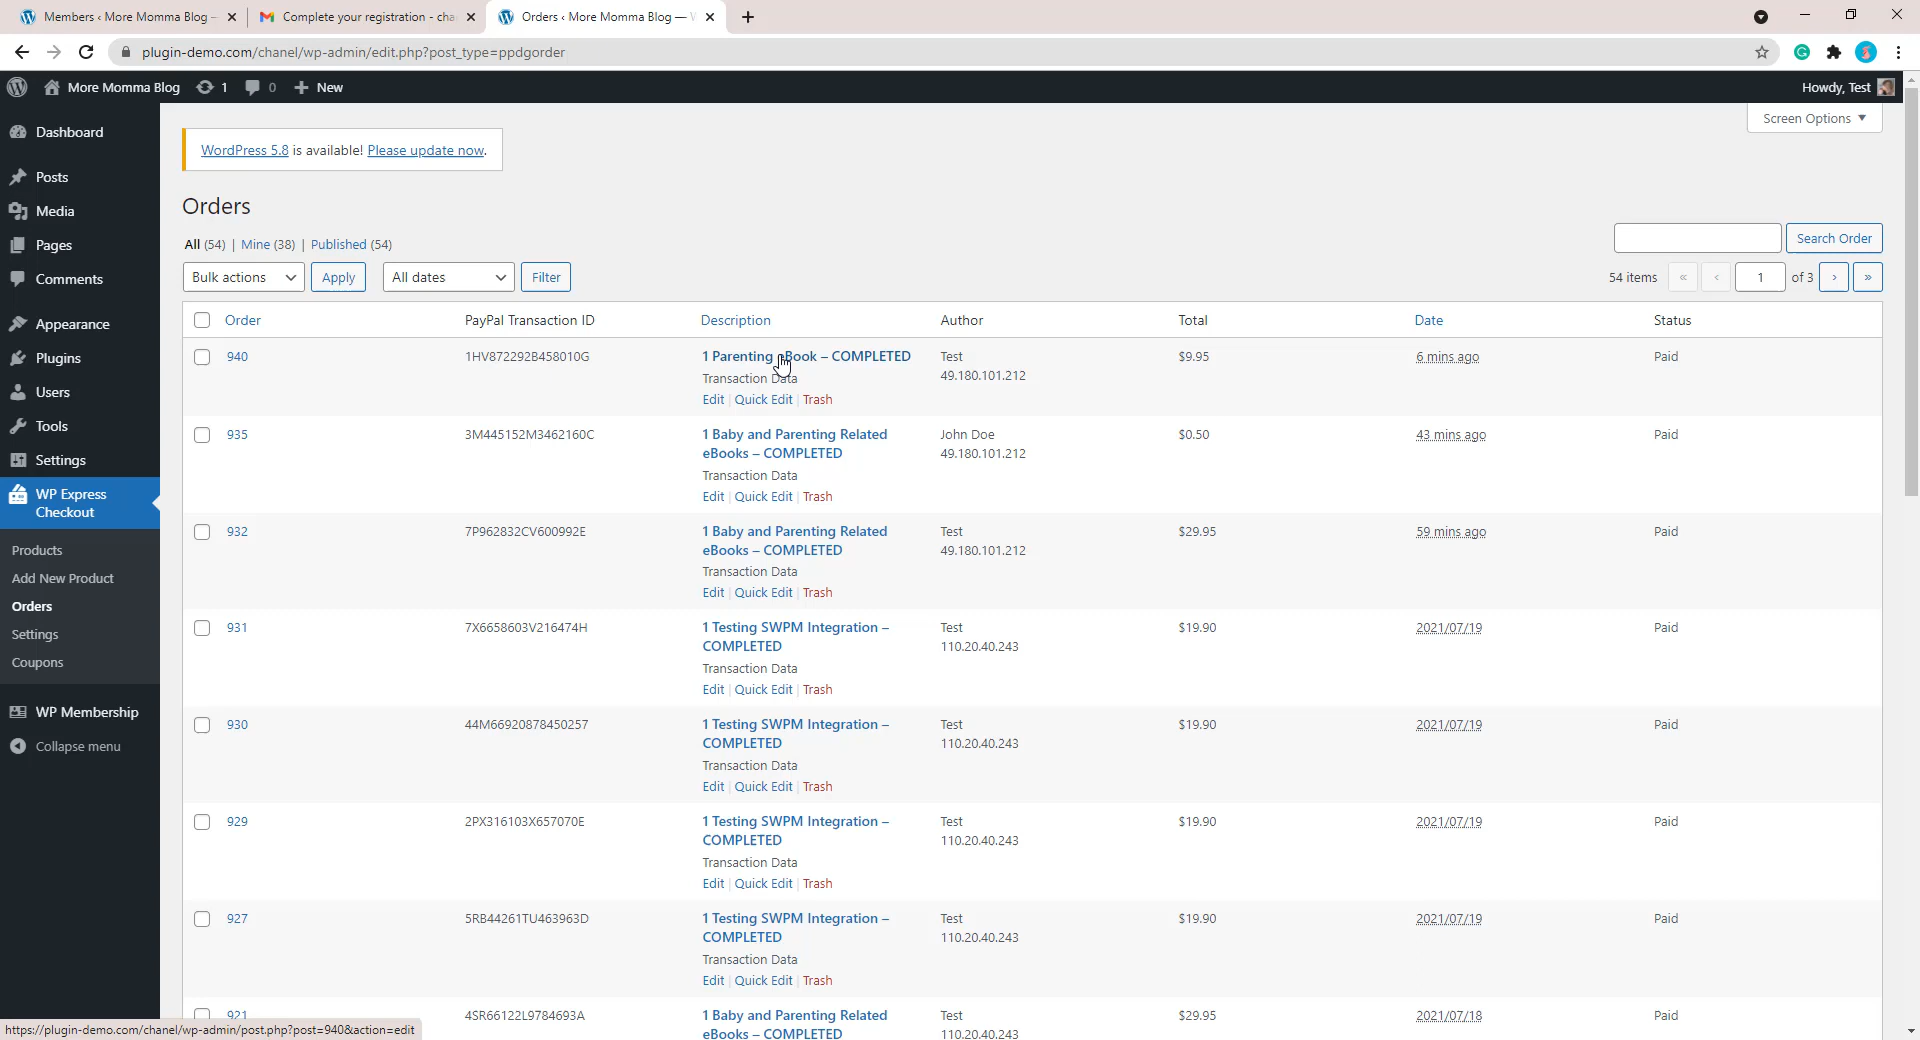 Members ‹ More Momma Blog –
Complete your registration - cha
Orders ‹ More Momma Blog —
plugin-demo.com/chanel/wp-admin/edit.php?post_type=ppdgorder
More Momma Blog 1 0 New Howdy, Test
Screen Options
Dashboard
Posts
Media
Pages
Comments
Appearance
Plugins
Users
Tools
Settings
WP Express
Checkout
Products
Add New Product
Orders
Settings
Coupons
WP Membership
Collapse menu
WordPress 5.8 is available! Please update now.
Orders
All (54) | Mine (38) | Published (54)
Search Order
Bulk actions Apply All dates Filter 54 items « ‹ 1 of 3 › »
Order PayPal Transaction ID Description Author Total Date Status
940 1HV872292B458010G 1 Parenting eBook – COMPLETED Test $9.95 6 mins ago Paid
Transaction Data 49.180.101.212
Edit | Quick Edit | Trash
935 3M445152M3462160C 1 Baby and Parenting Related John Doe $0.50 43 mins ago Paid
eBooks – COMPLETED 49.180.101.212
Transaction Data
Edit | Quick Edit | Trash
932 7P962832CV600992E 1 Baby and Parenting Related Test $29.95 59 mins ago Paid
eBooks – COMPLETED 49.180.101.212
Transaction Data
Edit | Quick Edit | Trash
931 7X6658603V216474H 1 Testing SWPM Integration – Test $19.90 2021/07/19 Paid
COMPLETED 110.20.40.243
Transaction Data
Edit | Quick Edit | Trash
930 44M66920878450257 1 Testing SWPM Integration – Test $19.90 2021/07/19 Paid
COMPLETED 110.20.40.243
Transaction Data
Edit | Quick Edit | Trash
929 2PX316103X657070E 1 Testing SWPM Integration – Test $19.90 2021/07/19 Paid
COMPLETED 110.20.40.243
Transaction Data
Edit | Quick Edit | Trash
927 5RB44261TU463963D 1 Testing SWPM Integration – Test $19.90 2021/07/19 Paid
COMPLETED 110.20.40.243
Transaction Data
Edit | Quick Edit | Trash
921 4SR66122L9784693A 1 Baby and Parenting Related Test $29.95 2021/07/18 Paid
eBooks – COMPLETED 110.20.40.243
https://plugin-demo.com/chanel/wp-admin/post.php?post=940&action=edit